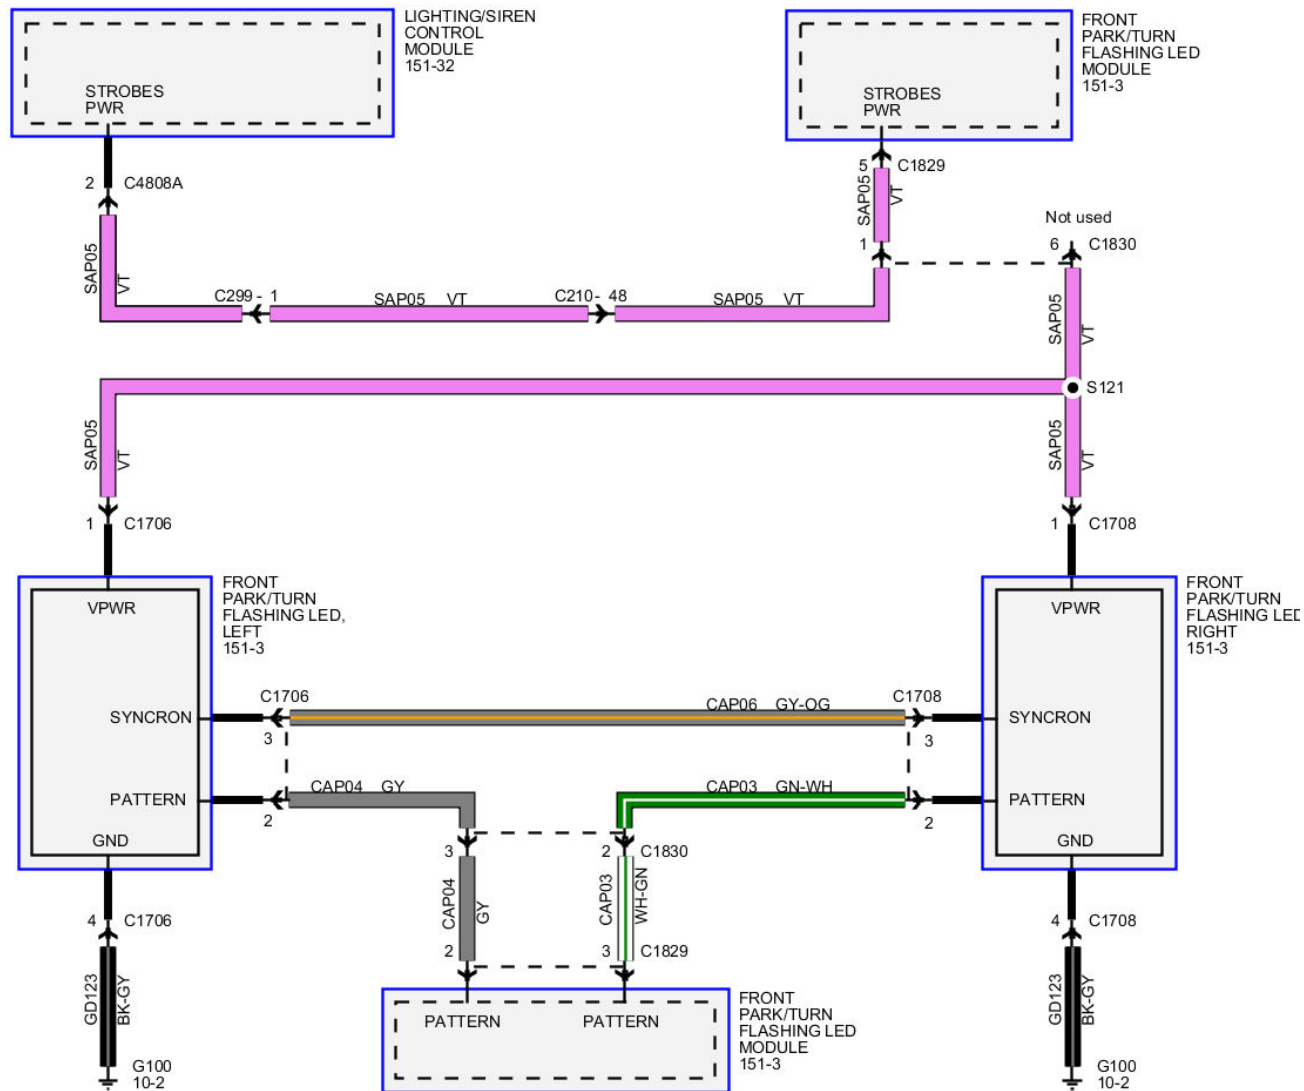 LIGHTING/SIREN
CONTROL
MODULE
151-32
STROBES
PWR
2 C4808A
SAP05
VT
C299 - 1
SAP05 VT
C210 - 48
SAP05 VT
FRONT
PARK/TURN
FLASHING LED
MODULE
151-3
STROBES
PWR
5 C1829
SAP05
VT
1
Not used
6 C1830
SAP05
VT
S121
SAP05
VT
SAP05
VT
1 C1706
1 C1708
FRONT
PARK/TURN
FLASHING LED,
LEFT
151-3
VPWR
SYNCRON
PATTERN
GND
FRONT
PARK/TURN
FLASHING LED
RIGHT
151-3
VPWR
SYNCRON
PATTERN
GND
C1706
3
CAP06 GY-OG
C1708
3
2
CAP04 GY
CAP03 GN-WH
2
3
2 C1830
CAP04
GY
CAP03
WH-GN
2
3 C1829
4 C1706
GD123
BK-GY
G100
10-2
4 C1708
GD123
BK-GY
G100
10-2
PATTERN PATTERN
FRONT
PARK/TURN
FLASHING LED
MODULE
151-3